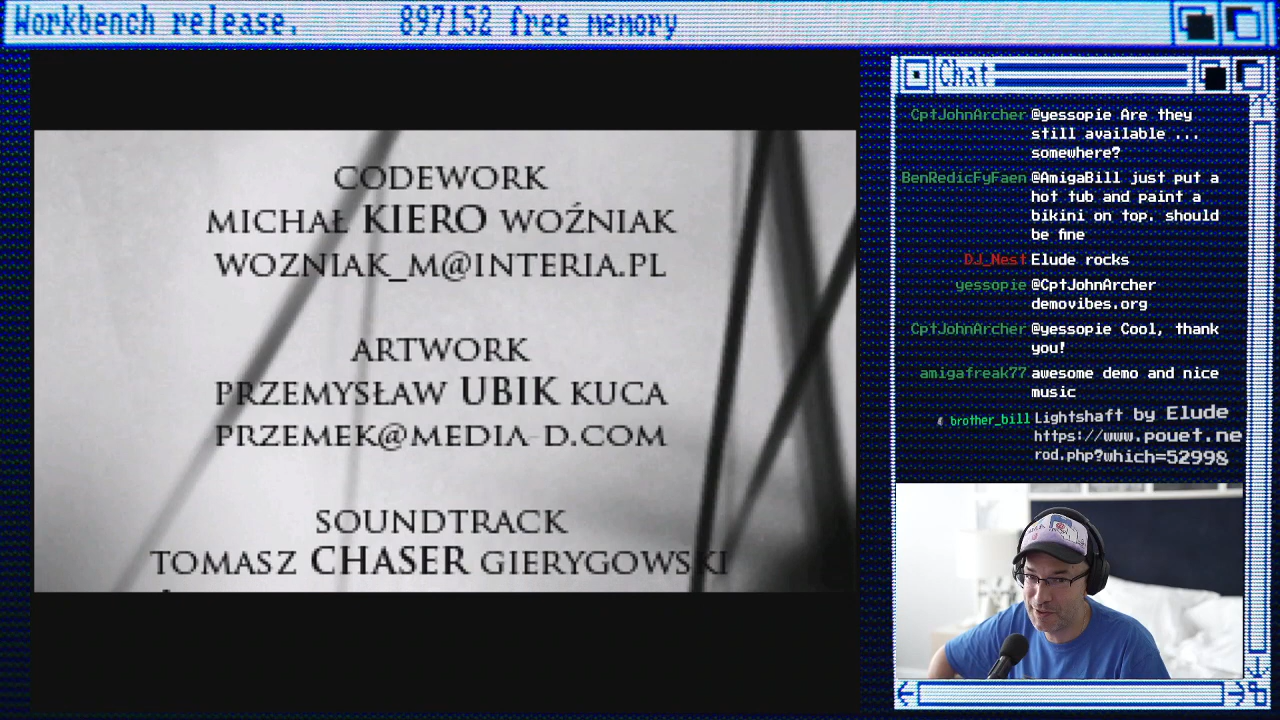 Workbench release. 897152 free memory
CODEWORK
MICHAŁ KIERO WOŹNIAK
WOZNIAK_M@INTERIA.PL
ARTWORK
PRZEMYSŁAW UBIK KUCA
PRZEMEK@MEDIA-D.COM
SOUNDTRACK
TOMASZ CHASER GIERYGOWSKI
Chat
CptJohnArcher @yessopie Are they
still available ...
somewhere?
BenRedicFyFaen @AmigaBill just put a
hot tub and paint a
bikini on top. should
be fine
DJ_Nest Elude rocks
yessopie @CptJohnArcher
demovibes.org
CptJohnArcher @yessopie Cool, thank
you!
amigafreak77 awesome demo and nice
music
brother_bill Lightshaft by Elude
https://www.pouet.ne
rod.php?which=52998